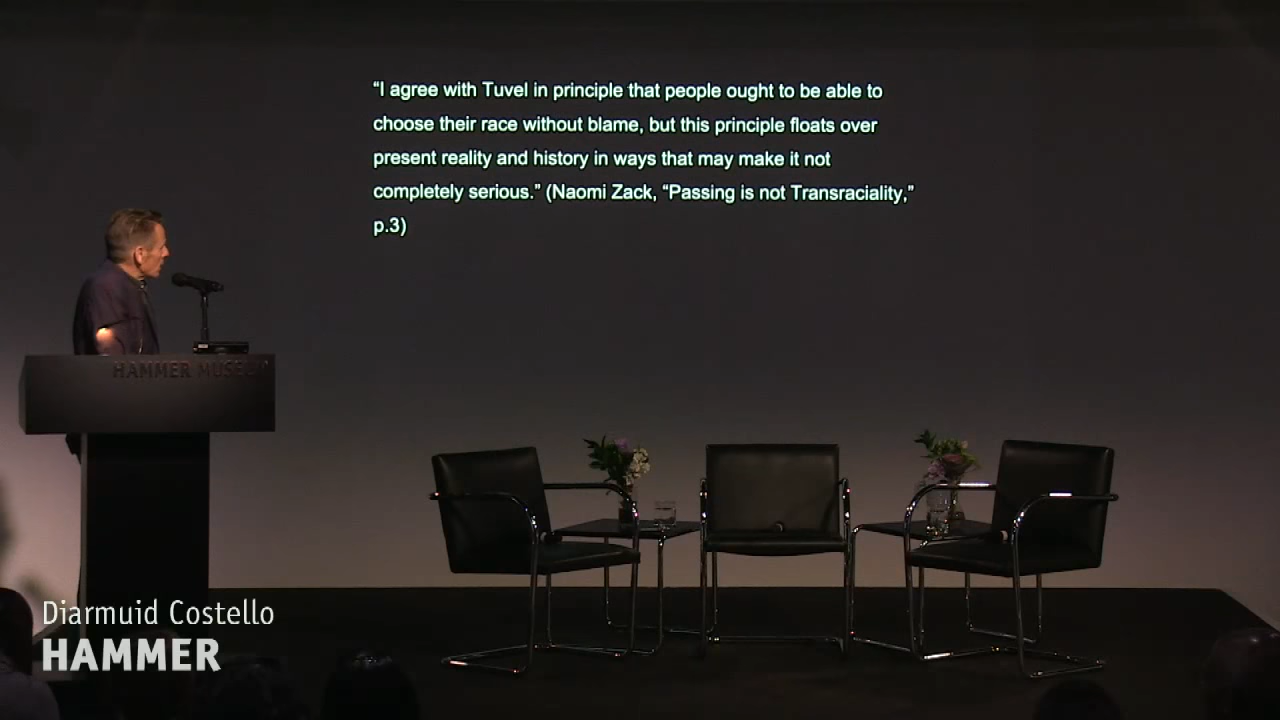 “I agree with Tuvel in principle that people ought to be able to
choose their race without blame, but this principle floats over
present reality and history in ways that may make it not
completely serious.” (Naomi Zack, “Passing is not Transraciality,”
p.3)
HAMMER MUSEUM
Diarmuid Costello
HAMMER